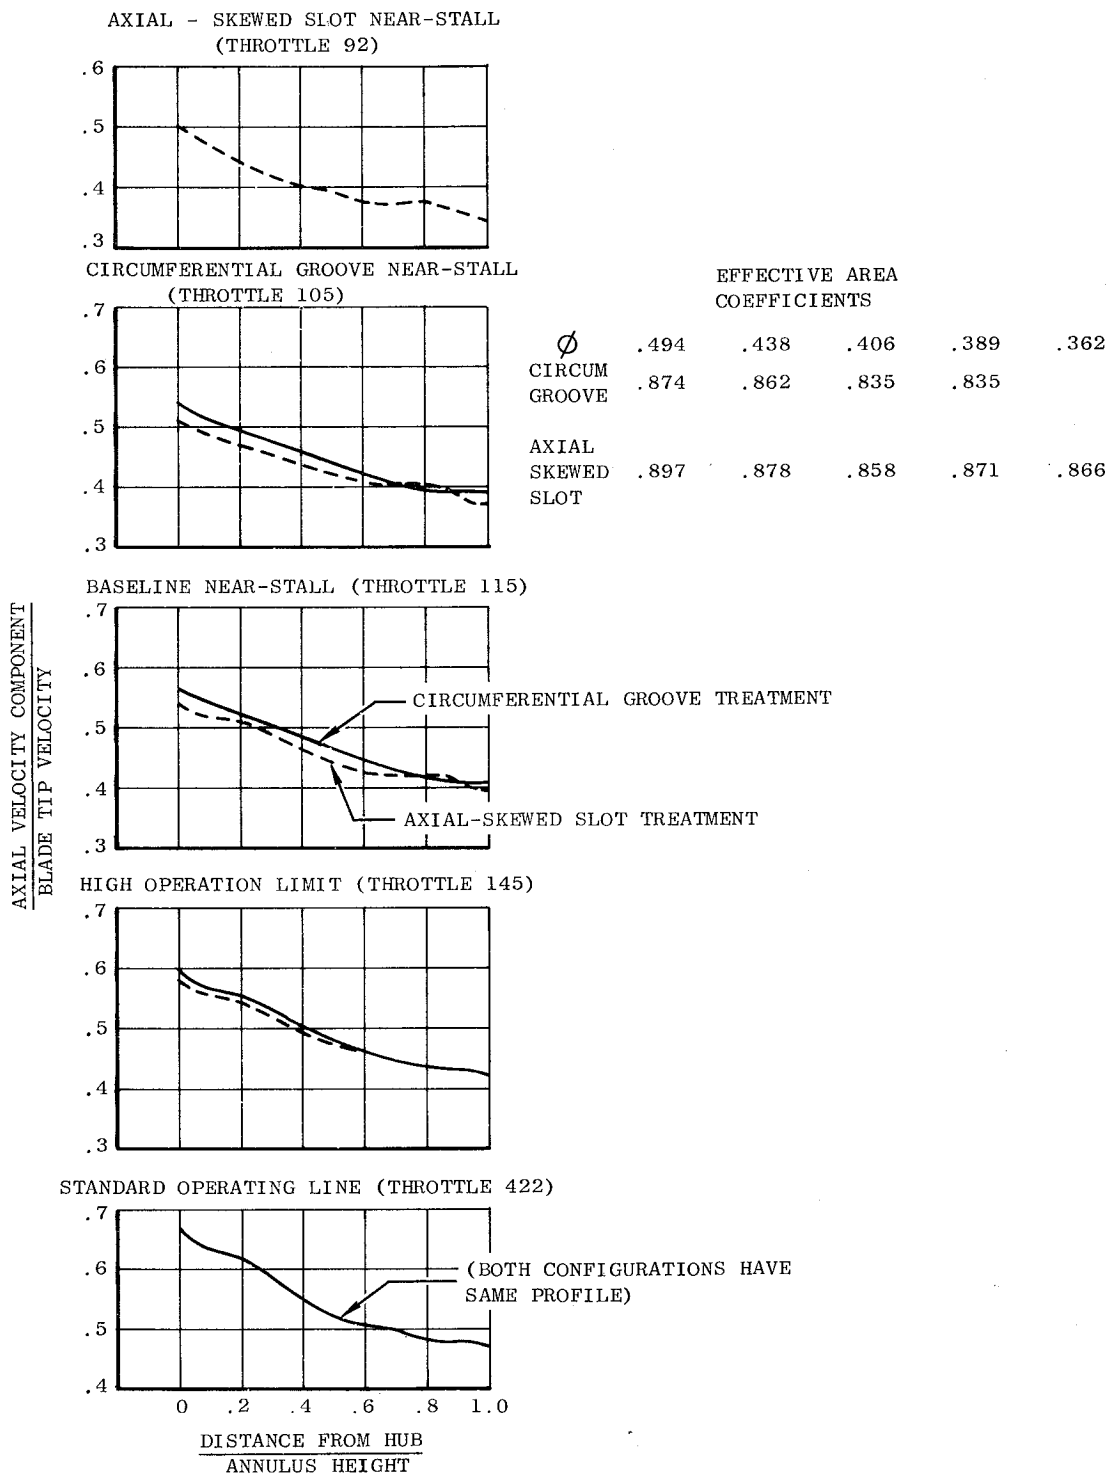 AXIAL - SKEWED SLOT NEAR-STALL
(THROTTLE 92)
.6
.5
.4
.3
CIRCUMFERENTIAL GROOVE NEAR-STALL
(THROTTLE 105)
.7
.6
.5
.4
.3
EFFECTIVE AREA
COEFFICIENTS
Ø .494 .438 .406 .389 .362
CIRCUM
GROOVE .874 .862 .835 .835
AXIAL
SKEWED .897 .878 .858 .871 .866
SLOT
BASELINE NEAR-STALL (THROTTLE 115)
.7
.6
.5
.4
.3
CIRCUMFERENTIAL GROOVE TREATMENT
AXIAL-SKEWED SLOT TREATMENT
AXIAL VELOCITY COMPONENT
BLADE TIP VELOCITY
HIGH OPERATION LIMIT (THROTTLE 145)
.7
.6
.5
.4
.3
STANDARD OPERATING LINE (THROTTLE 422)
.7
.6
.5
.4
(BOTH CONFIGURATIONS HAVE
SAME PROFILE)
0 .2 .4 .6 .8 1.0
DISTANCE FROM HUB
ANNULUS HEIGHT